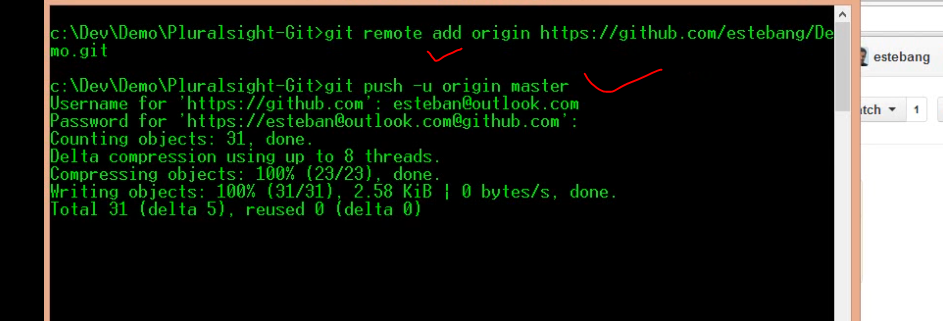 c:\Dev\Demo\Pluralsight-Git>git remote add origin https://github.com/estebang/De
mo.git
c:\Dev\Demo\Pluralsight-Git>git push -u origin master
Username for 'https://github.com': esteban@outlook.com
Password for 'https://esteban@outlook.com@github.com':
Counting objects: 31, done.
Delta compression using up to 8 threads.
Compressing objects: 100% (23/23), done.
Writing objects: 100% (31/31), 2.58 KiB | 0 bytes/s, done.
Total 31 (delta 5), reused 0 (delta 0)
estebang
tch 1